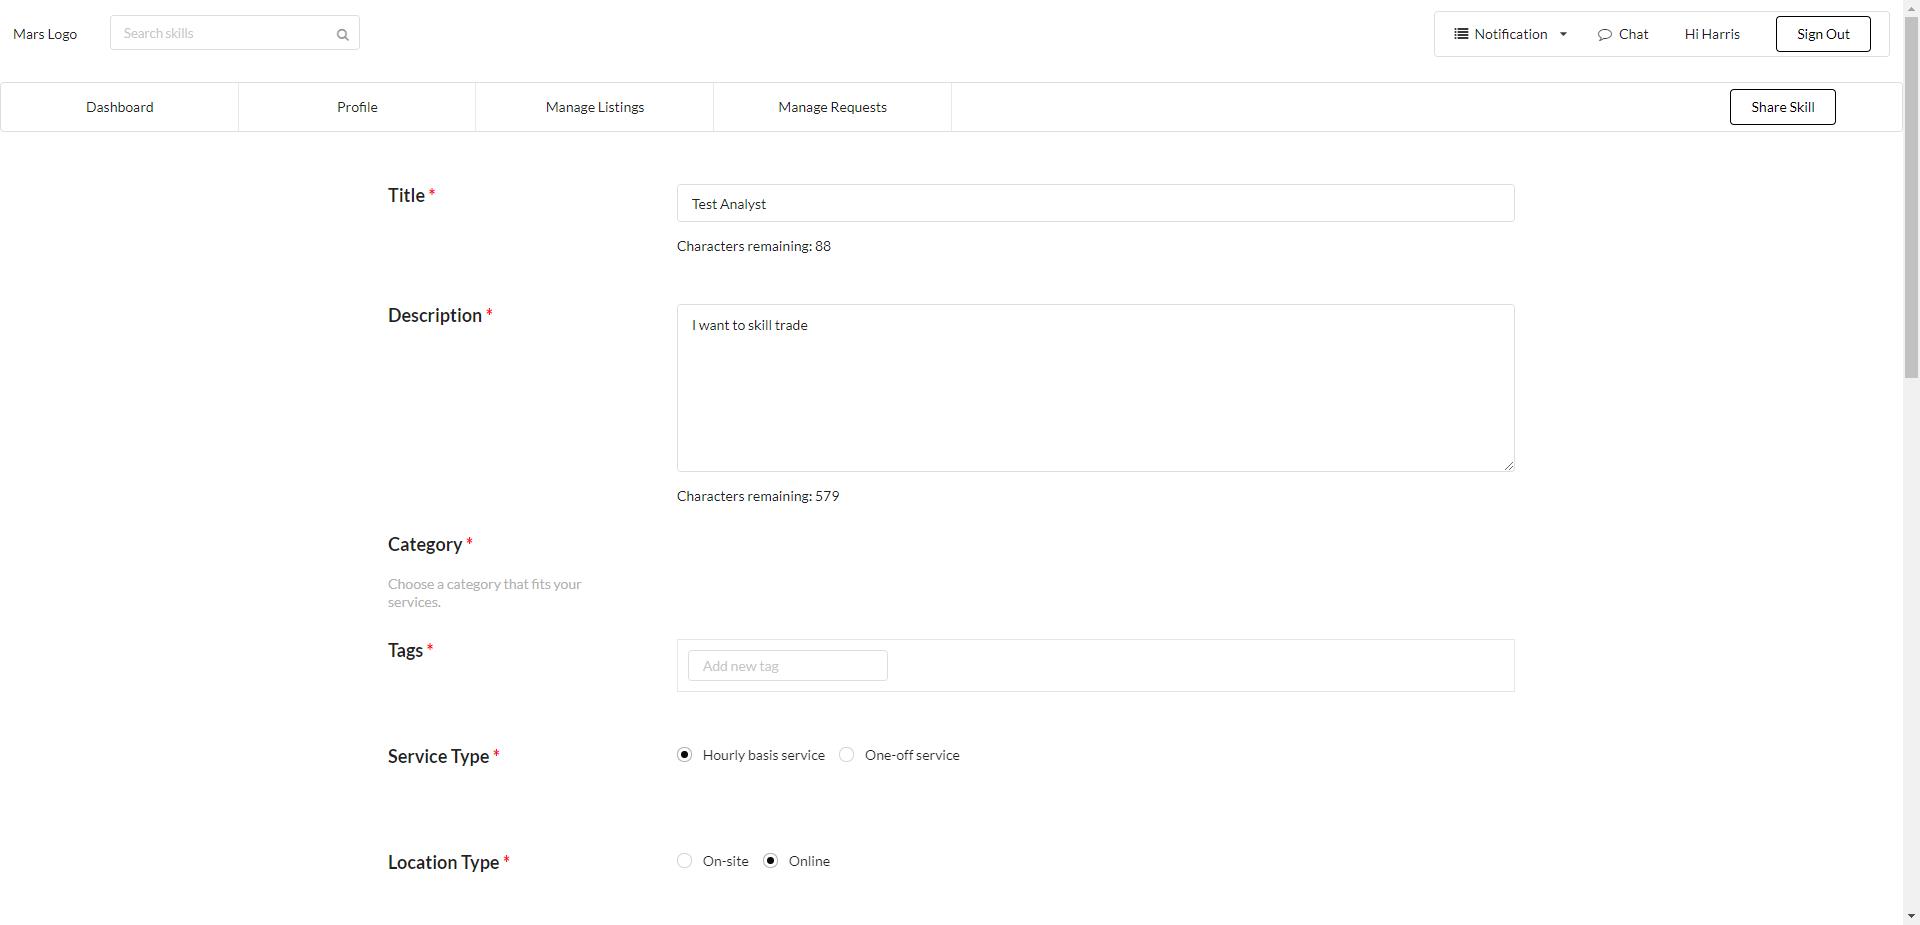 Mars Logo
Search skills
Notification
Chat
Hi Harris
Sign Out
Dashboard
Profile
Manage Listings
Manage Requests
Share Skill
Title *
Test Analyst
Characters remaining: 88
Description *
I want to skill trade
Characters remaining: 579
Category *
Choose a category that fits your
services.
Tags *
Add new tag
Service Type *
Hourly basis service
One-off service
Location Type *
On-site
Online